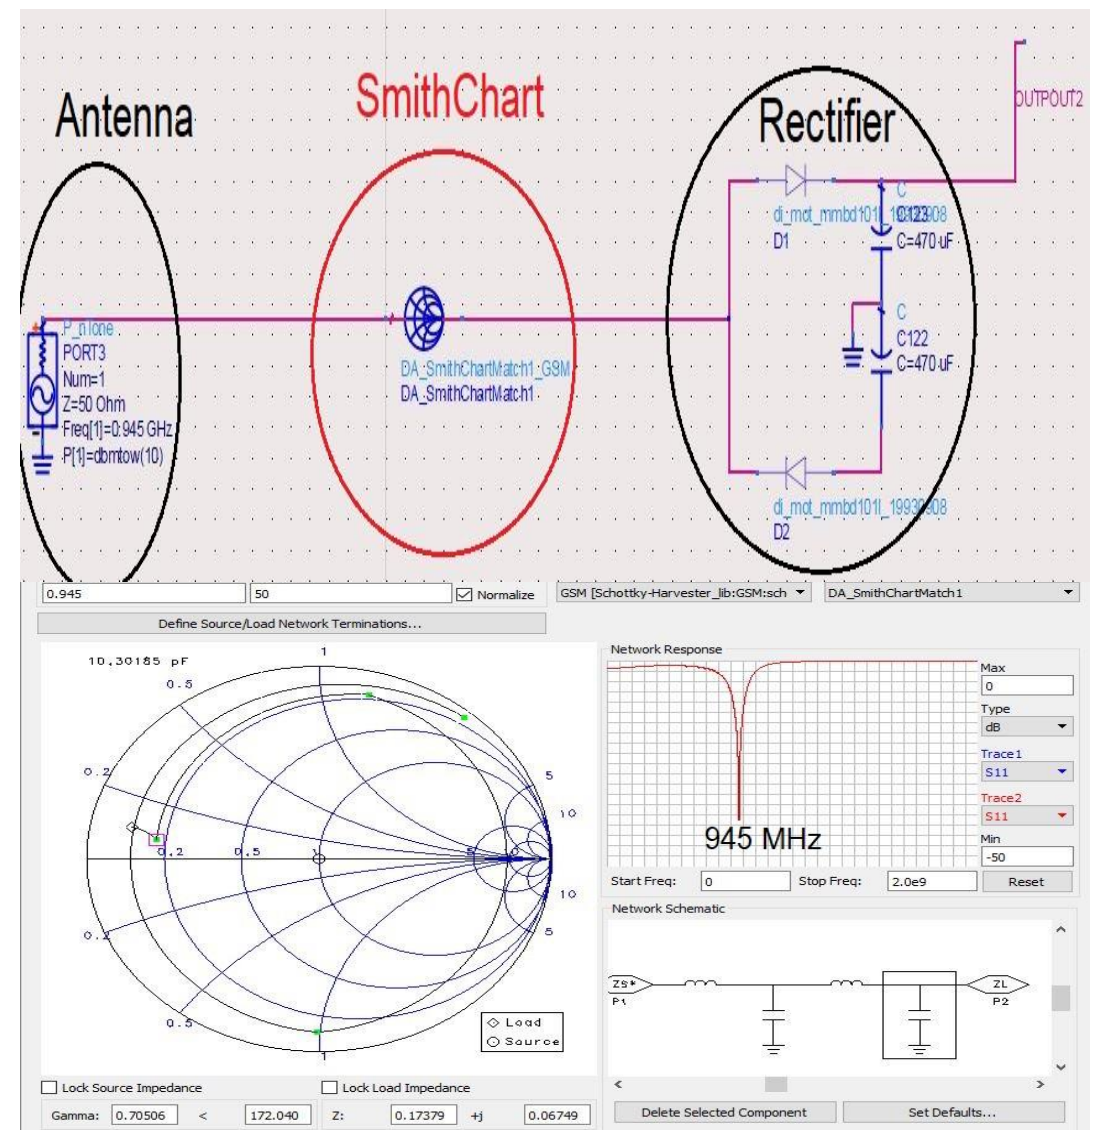 Antenna
SmithChart
Rectifier
OUTPOUT2
P_nTone
PORT3
Num=1
Z=50 Ohm
Freq[1]=0.945 GHz
P[1]=dbmtow(10)
DA_SmithChartMatch1_GSM
DA_SmithChartMatch1
D1
C
C123
C=470 uF
C
C122
C=470 uF
di_mot_mmbd101l_19930908
D2
0.945
50
Normalize
GSM [Schottky-Harvester_lib:GSM:sch
DA_SmithChartMatch1
Define Source/Load Network Terminations...
10.30185 pF
1
0.5
0.2
5
10
0.2
0.5
1
5
10
0.2
5
0.5
1
Load
Source
Network Response
945 MHz
Max
0
Type
dB
Trace1
S11
Trace2
S11
Min
-50
Start Freq:
0
Stop Freq:
2.0e9
Reset
Network Schematic
ZS*
P1
ZL
P2
Lock Source Impedance
Lock Load Impedance
Gamma:
0.70506
<
172.040
Z:
0.17379
+j
0.06749
Delete Selected Component
Set Defaults...